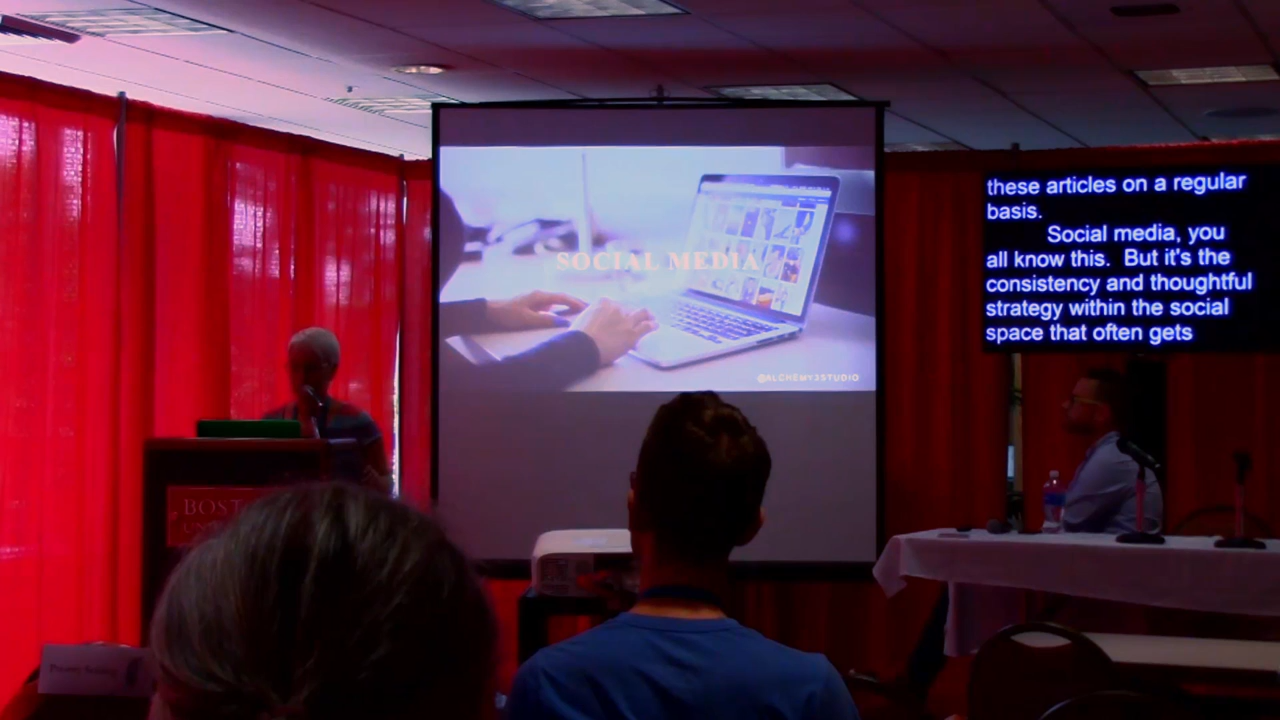 SOCIAL MEDIA
@ALCHEMY3STUDIO
these articles on a regular
basis.
Social media, you
all know this. But it's the
consistency and thoughtful
strategy within the social
space that often gets